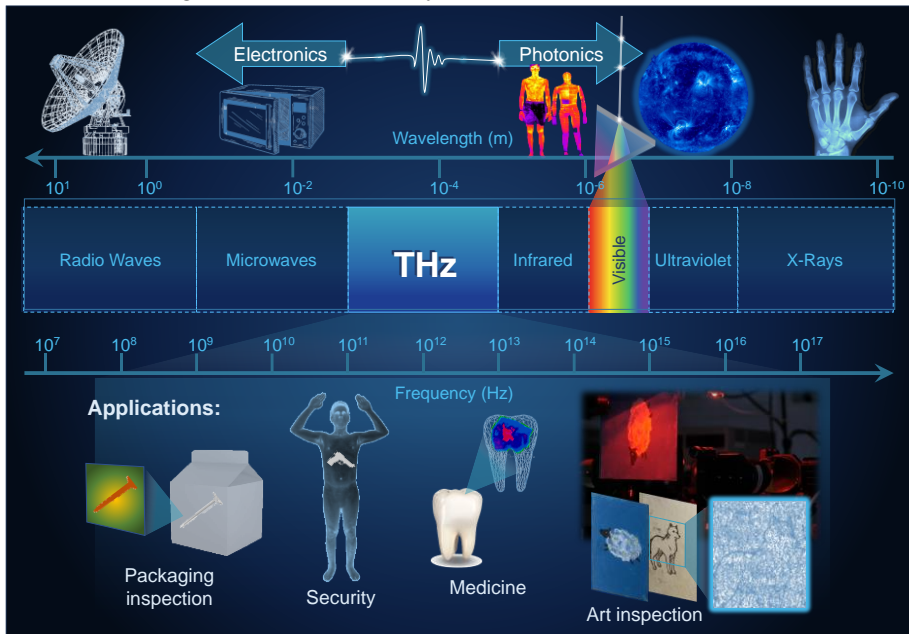 Electronics
Photonics
Wavelength (m)
10¹ 10⁰ 10⁻² 10⁻⁴ 10⁻⁶ 10⁻⁸ 10⁻¹⁰
Radio Waves Microwaves THz Infrared Visible Ultraviolet X-Rays
10⁷ 10⁸ 10⁹ 10¹⁰ 10¹¹ 10¹² 10¹³ 10¹⁴ 10¹⁵ 10¹⁶ 10¹⁷
Frequency (Hz)
Applications:
Packaging
inspection
Security
Medicine
Art inspection